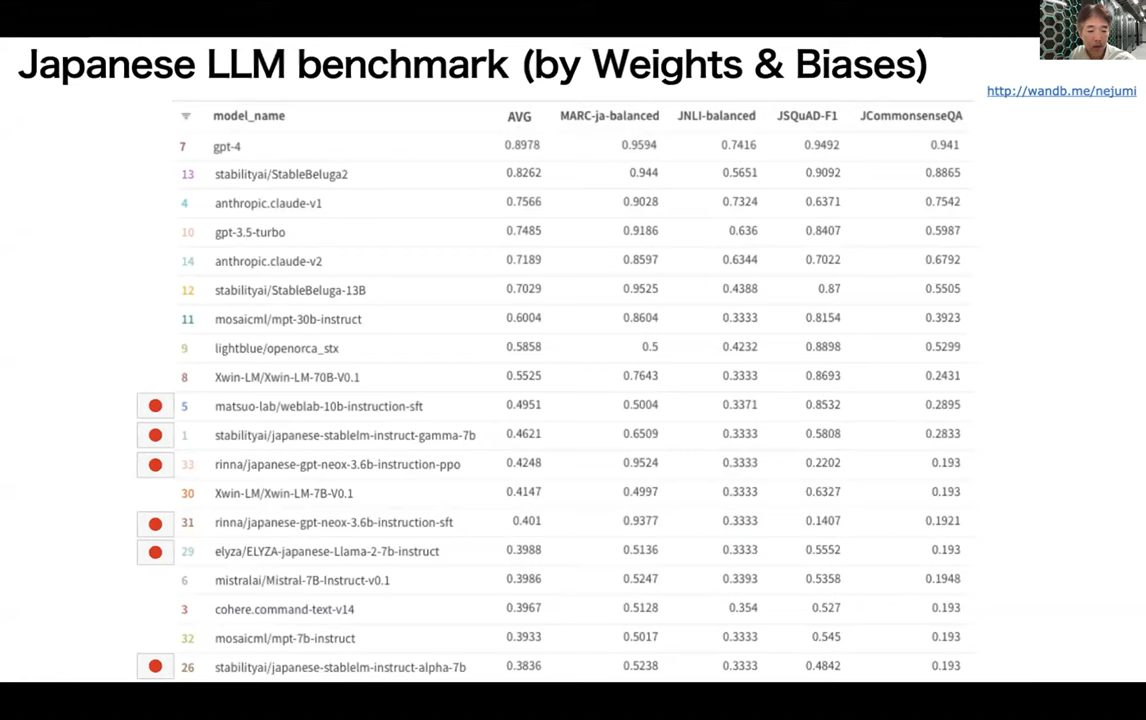 Japanese LLM benchmark (by Weights & Biases)
http://wandb.me/nejumi
model_name AVG MARC-ja-balanced JNLI-balanced JSQuAD-F1 JCommonsenseQA
7 gpt-4 0.8978 0.9594 0.7416 0.9492 0.941
13 stabilityai/StableBeluga2 0.8262 0.944 0.5651 0.9092 0.8865
4 anthropic.claude-v1 0.7566 0.9028 0.7324 0.6371 0.7542
10 gpt-3.5-turbo 0.7485 0.9186 0.636 0.8407 0.5987
14 anthropic.claude-v2 0.7189 0.8597 0.6344 0.7022 0.6792
12 stabilityai/StableBeluga-13B 0.7029 0.9525 0.4388 0.87 0.5505
11 mosaicml/mpt-30b-instruct 0.6004 0.8604 0.3333 0.8154 0.3923
9 lightblue/openorca_stx 0.5858 0.5 0.4232 0.8898 0.5299
8 Xwin-LM/Xwin-LM-70B-V0.1 0.5525 0.7643 0.3333 0.8693 0.2431
5 matsuo-lab/weblab-10b-instruction-sft 0.4951 0.5004 0.3371 0.8532 0.2895
1 stabilityai/japanese-stablelm-instruct-gamma-7b 0.4621 0.6509 0.3333 0.5808 0.2833
33 rinna/japanese-gpt-neox-3.6b-instruction-ppo 0.4248 0.9524 0.3333 0.2202 0.193
30 Xwin-LM/Xwin-LM-7B-V0.1 0.4147 0.4997 0.3333 0.6327 0.193
31 rinna/japanese-gpt-neox-3.6b-instruction-sft 0.401 0.9377 0.3333 0.1407 0.1921
29 elyza/ELYZA-japanese-Llama-2-7b-instruct 0.3988 0.5136 0.3333 0.5552 0.193
6 mistralai/Mistral-7B-Instruct-v0.1 0.3986 0.5247 0.3393 0.5358 0.1948
3 cohere.command-text-v14 0.3967 0.5128 0.354 0.527 0.193
32 mosaicml/mpt-7b-instruct 0.3933 0.5017 0.3333 0.545 0.193
26 stabilityai/japanese-stablelm-instruct-alpha-7b 0.3836 0.5238 0.3333 0.4842 0.193